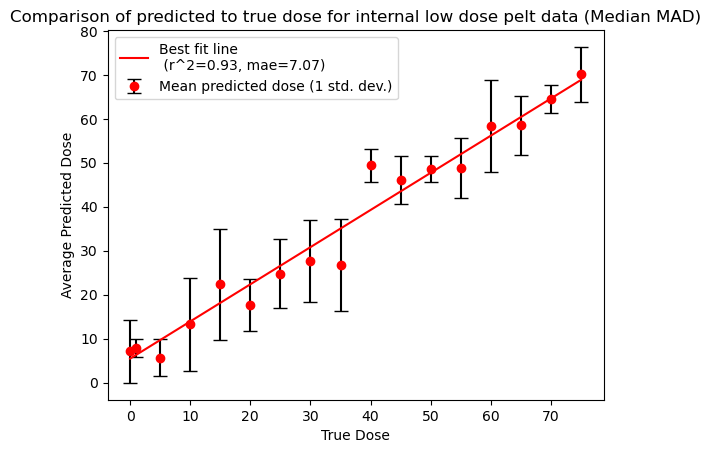 Comparison of predicted to true dose for internal low dose pelt data (Median MAD)
Best fit line
(r^2=0.93, mae=7.07)
Mean predicted dose (1 std. dev.)
Average Predicted Dose
80
70
60
50
40
30
20
10
0
0 10 20 30 40 50 60 70
True Dose